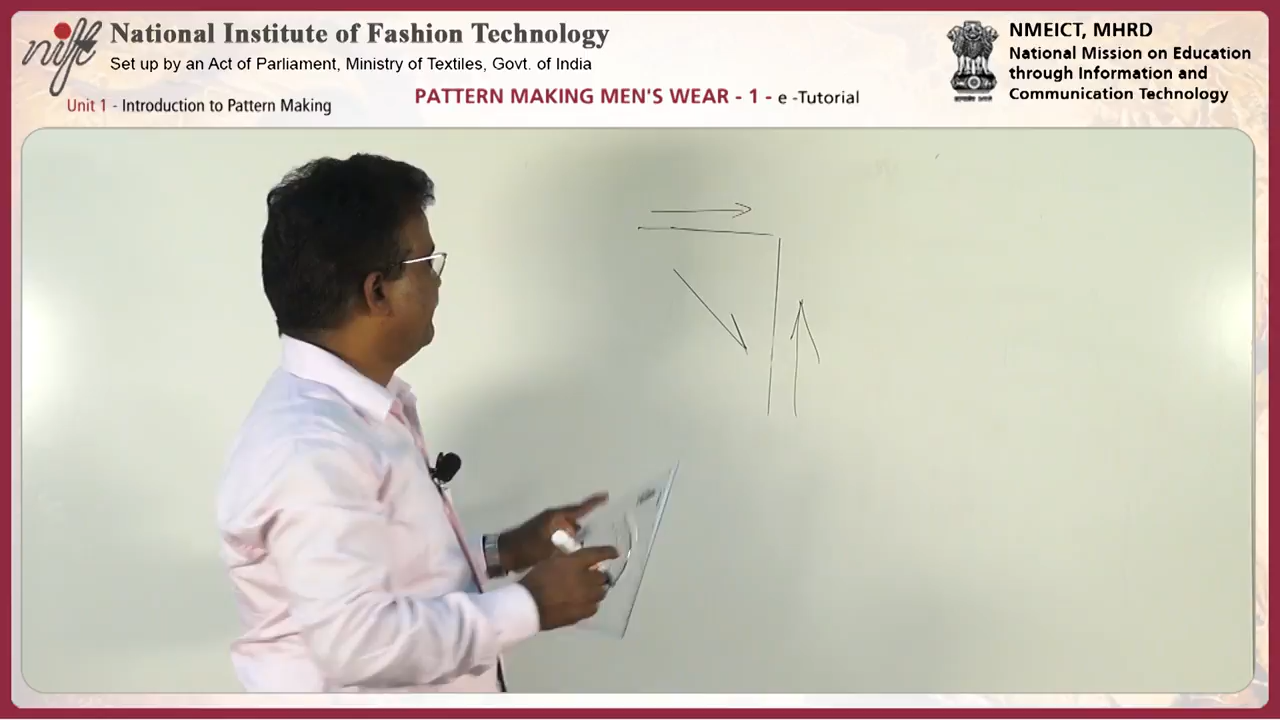 nift
National Institute of Fashion Technology
Set up by an Act of Parliament, Ministry of Textiles, Govt. of India
Unit 1 - Introduction to Pattern Making
PATTERN MAKING MEN'S WEAR - 1 - e -Tutorial
NMEICT, MHRD
National Mission on Education
through Information and
Communication Technology